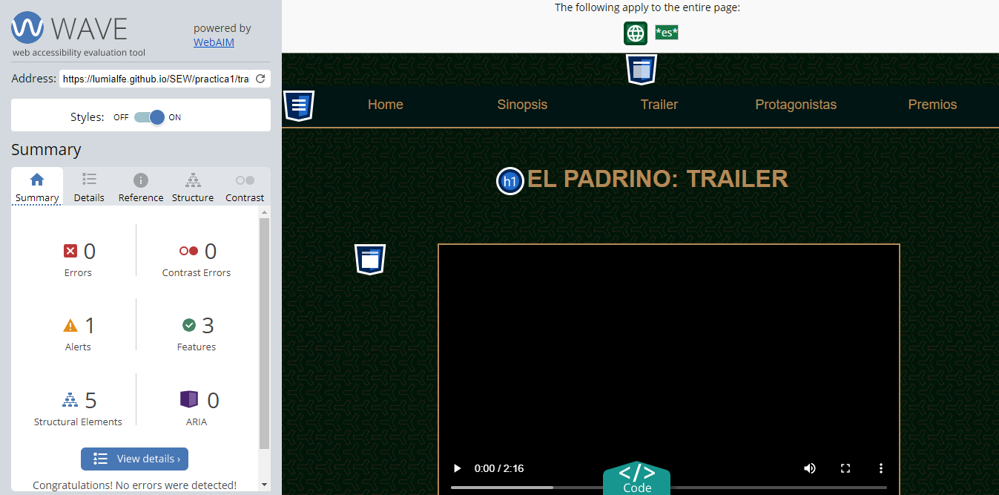 WAVE
web accessibility evaluation tool
powered by
WebAIM
Address: https://lumialfe.github.io/SEW/practica1/trai
Styles: OFF ON
Summary
Summary Details Reference Structure Contrast
0 Errors
0 Contrast Errors
1 Alerts
3 Features
5 Structural Elements
0 ARIA
View details ›
Congratulations! No errors were detected!
The following apply to the entire page:
*es*
Home Sinopsis Trailer Protagonistas Premios
h1 EL PADRINO: TRAILER
0:00 / 2:16
</>
Code